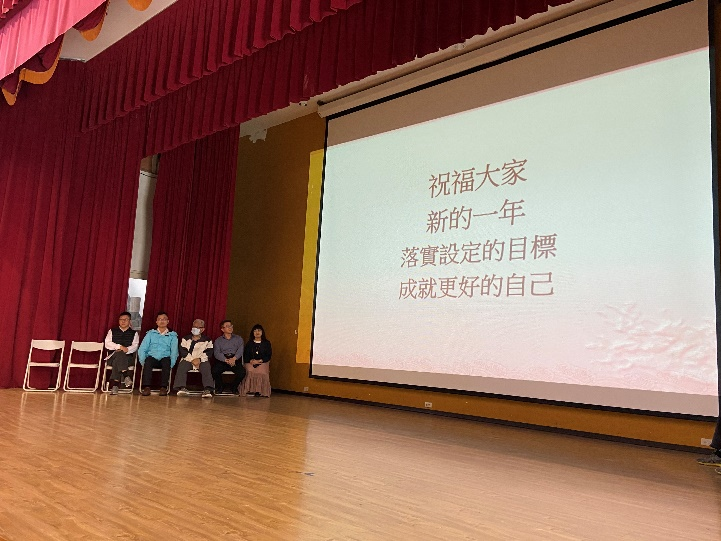 祝福大家
新的一年
落實設定的目標
成就更好的自己